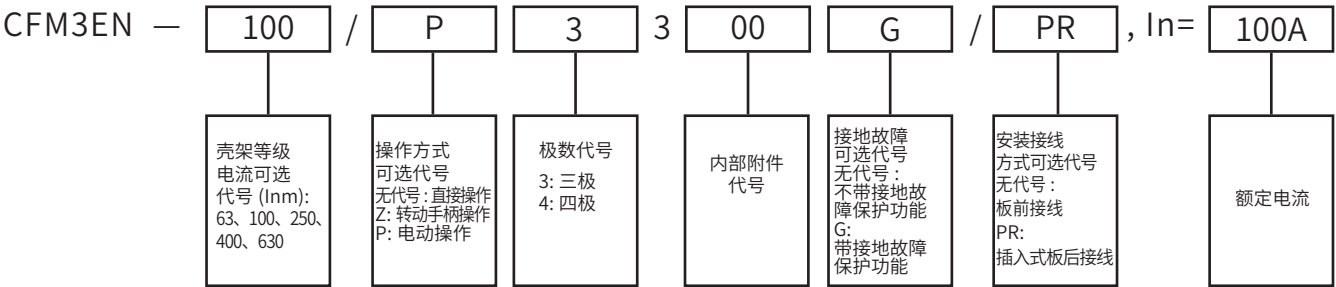 CFM3EN — 100 / P 3 3 00 G / PR , In= 100A
壳架等级
电流可选
代号 (Inm):
63、100、250、
400、630
操作方式
可选代号
无代号 : 直接操作
Z: 转动手柄操作
P: 电动操作
极数代号
3: 三极
4: 四极
内部附件
代号
接地故障
可选代号
无代号 :
不带接地故
障保护功能
G:
带接地故障
保护功能
安装接线
方式可选代号
无代号 :
板前接线
PR:
插入式板后接线
额定电流